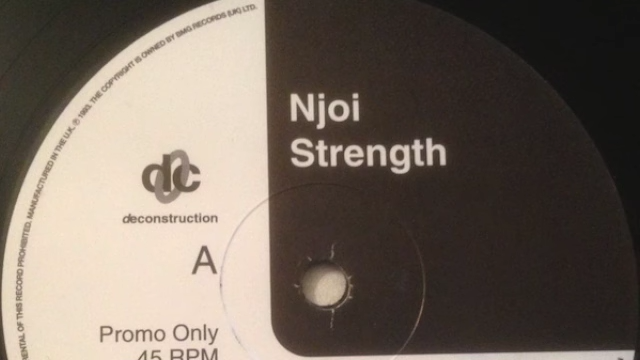 RENTAL OF THIS RECORD PROHIBITED. MANUFACTURED IN THE U.K. ℗ 1993. THE COPYRIGHT IS OWNED BY BMG RECORDS (UK) LTD.
Njoi
Strength
dc
deconstruction
A
Promo Only
45 RPM